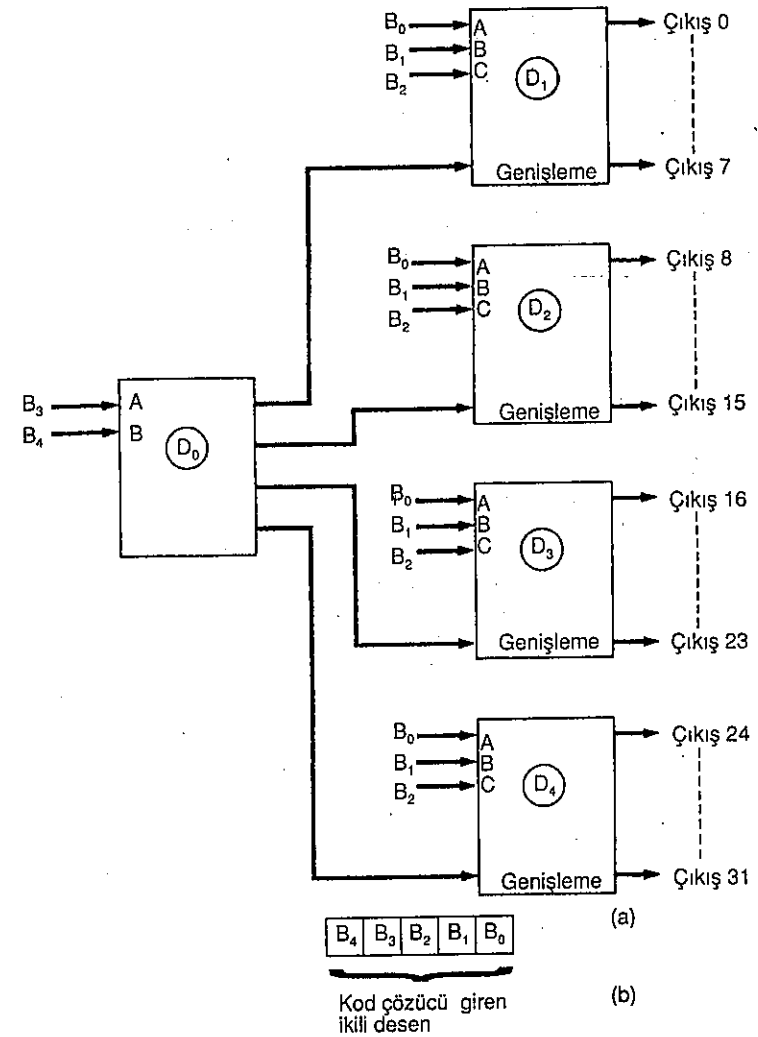 B₀ A Çıkış 0
B₁ B
B₂ C D₁
Genişleme Çıkış 7
B₀ A Çıkış 8
B₁ B
B₂ C D₂
Genişleme Çıkış 15
B₃ A
B₄ B D₀
B₀ A Çıkış 16
B₁ B
B₂ C D₃
Genişleme Çıkış 23
B₀ A Çıkış 24
B₁ B
B₂ C D₄
Genişleme Çıkış 31
(a)
B₄ B₃ B₂ B₁ B₀
Kod çözücü giren (b)
ikili desen